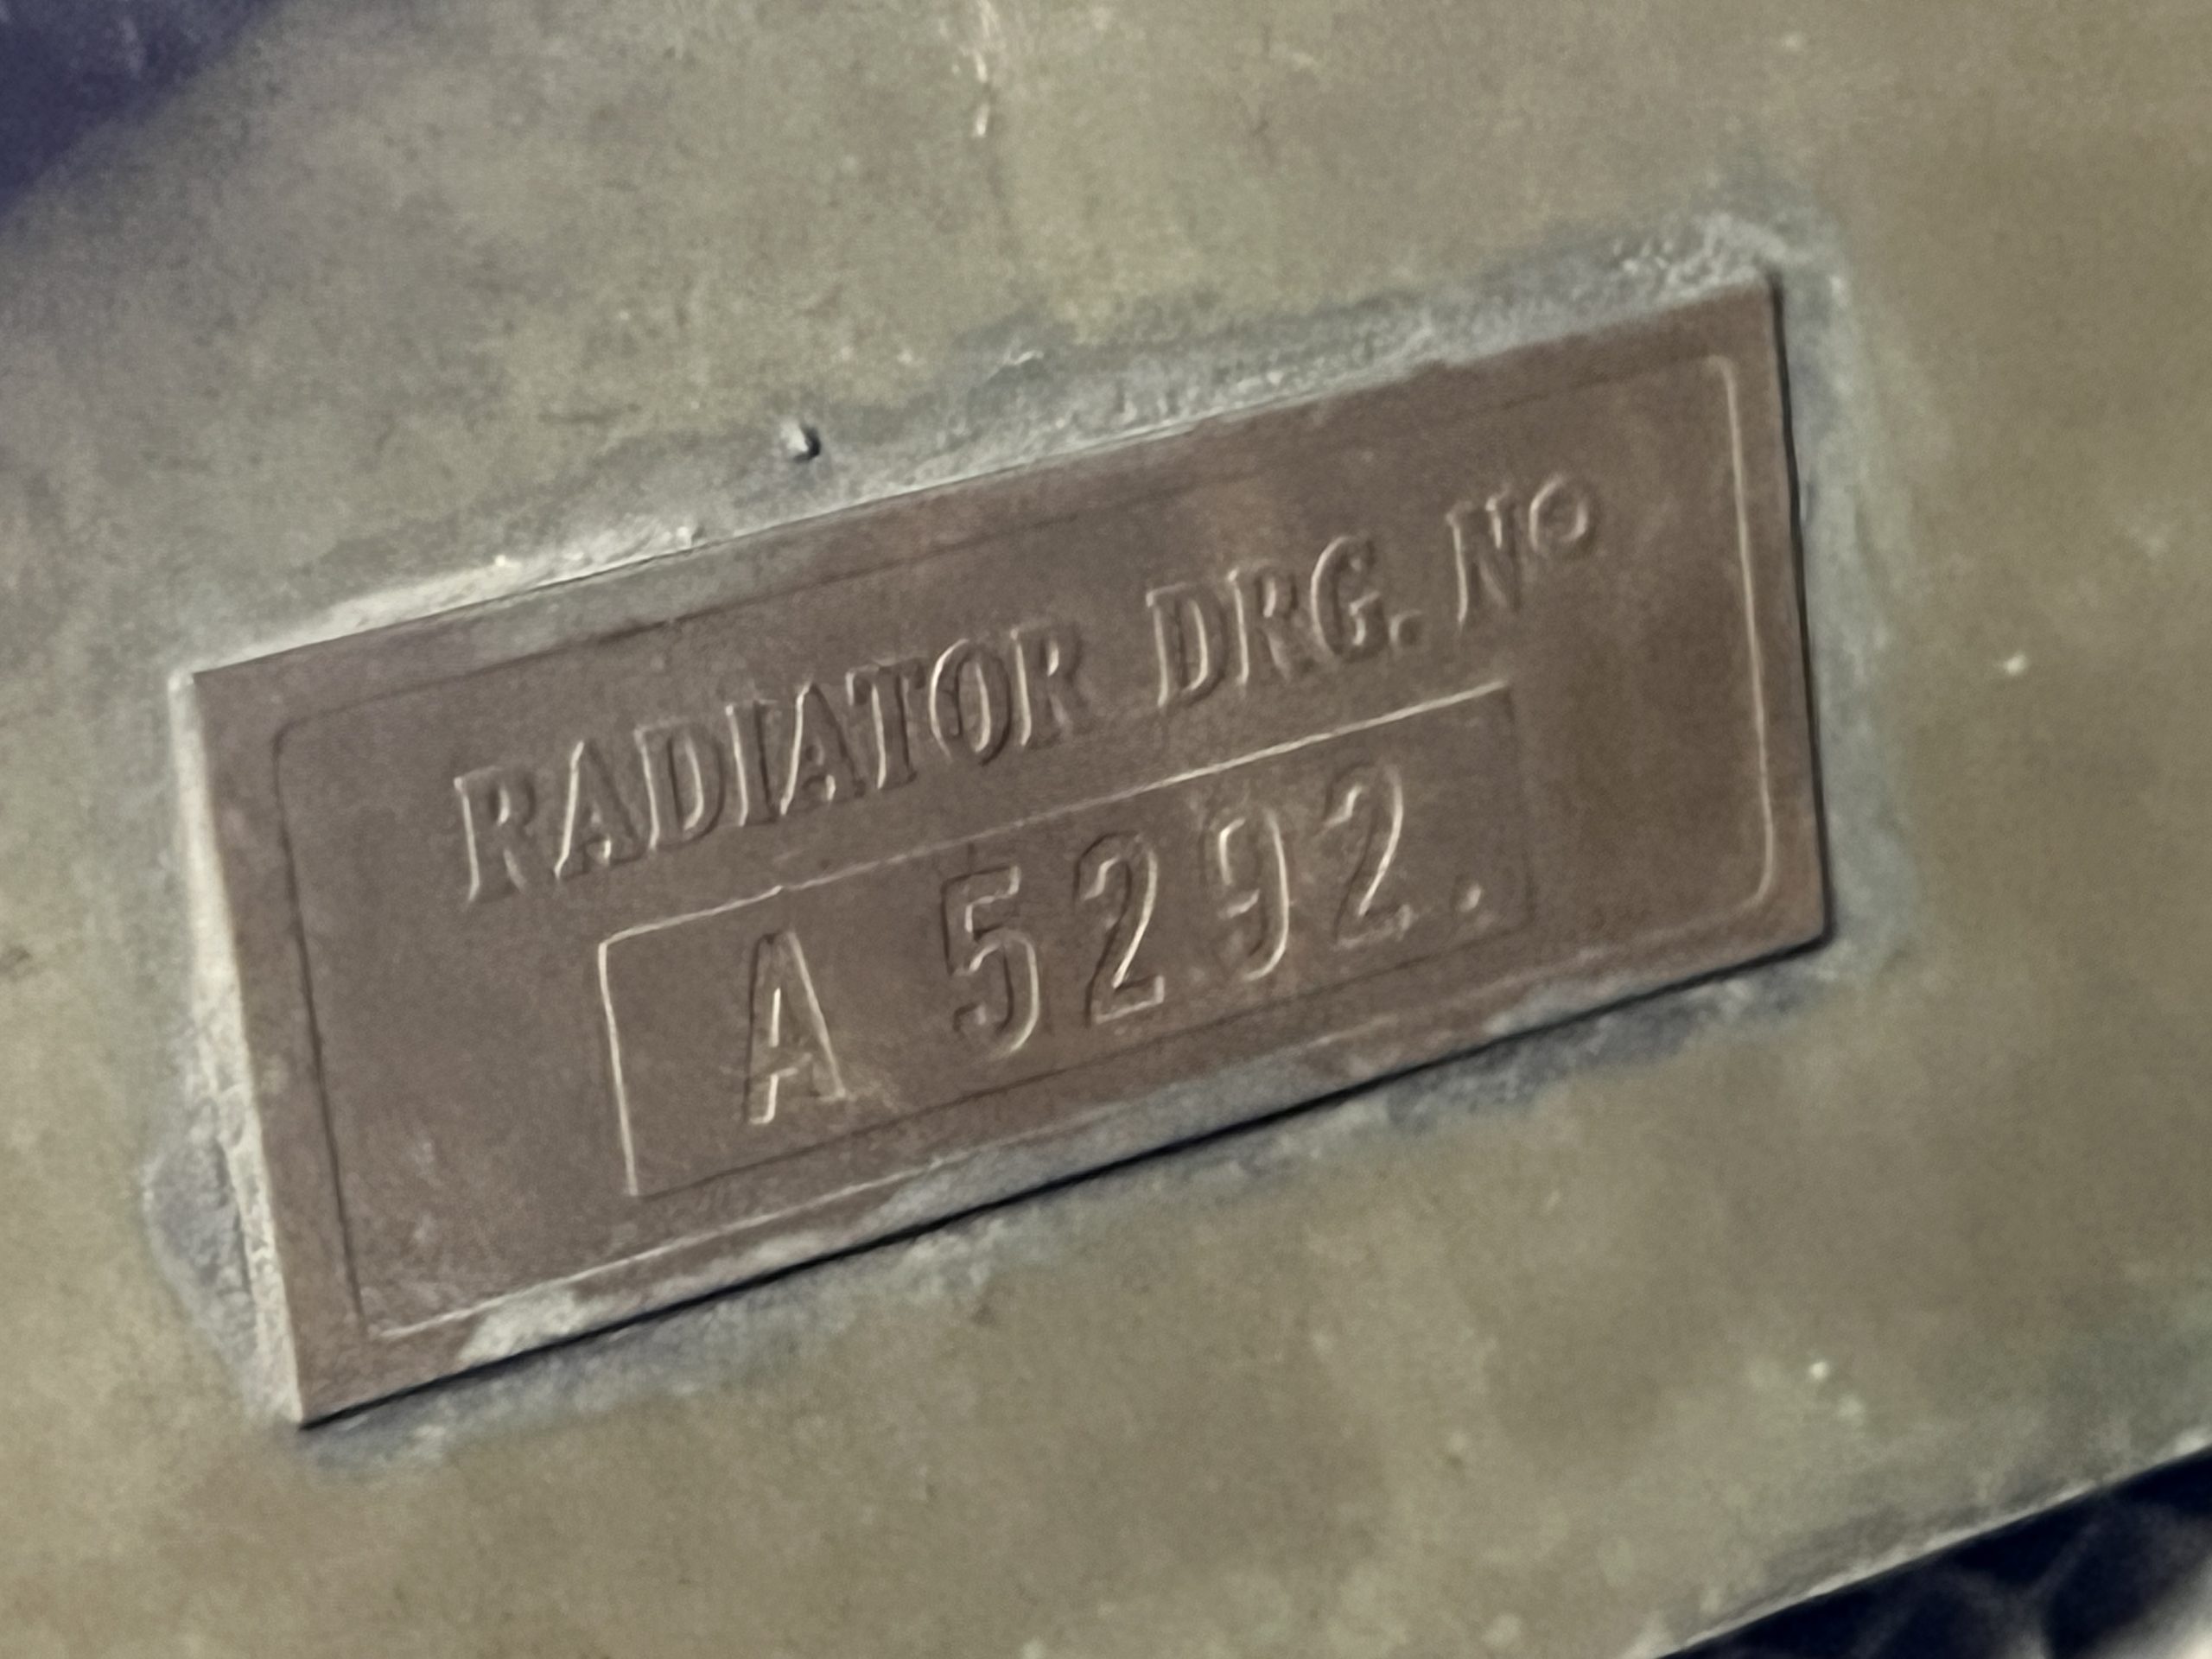 RADIATOR DRG. Nº
A 5292.